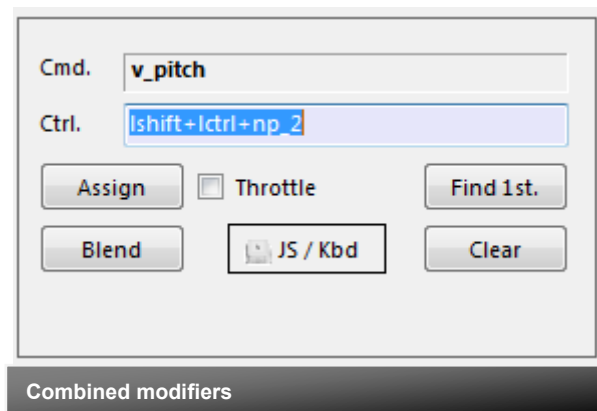 Cmd. v_pitch
Ctrl. lshift+lctrl+np_2
Assign Throttle Find 1st.
Blend JS / Kbd Clear
Combined modifiers